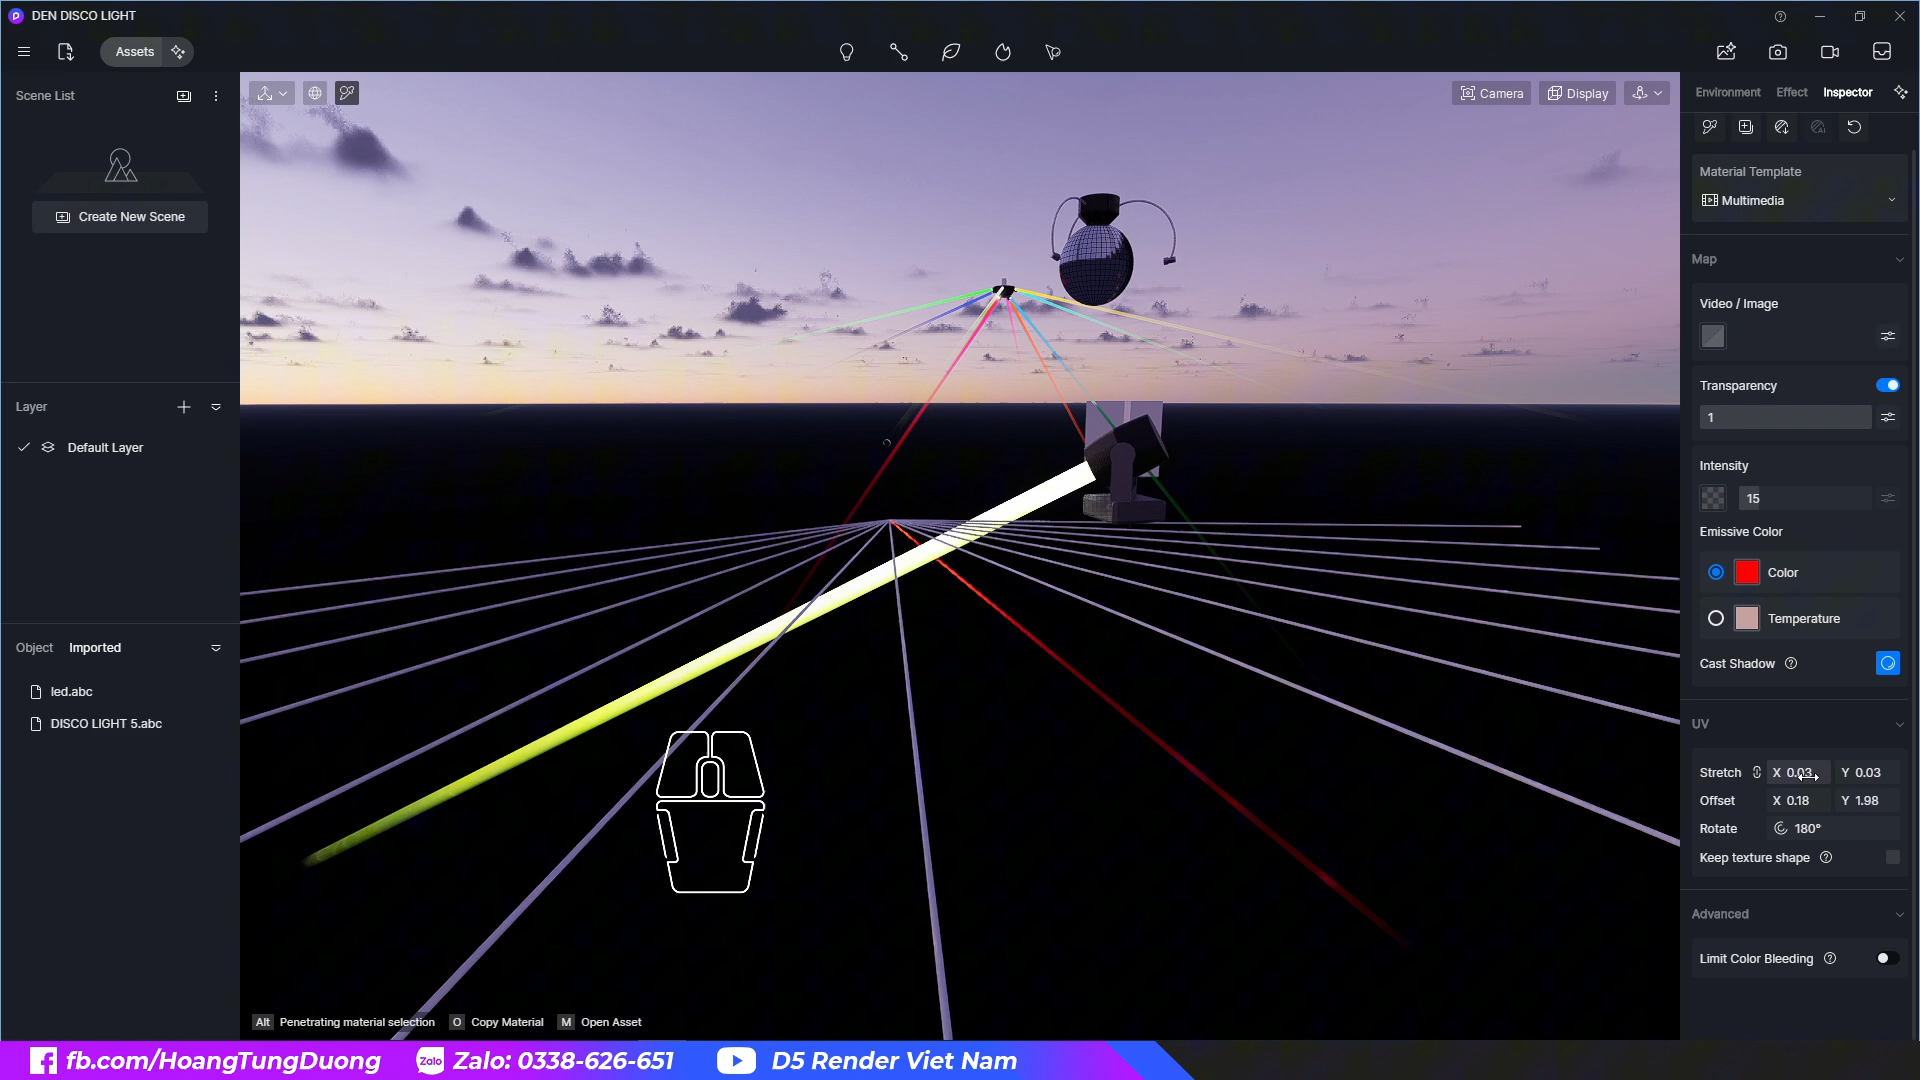 DEN DISCO LIGHT
Assets
Scene List
Create New Scene
Layer
Default Layer
Object Imported
led.abc
DISCO LIGHT 5.abc
Camera Display
Alt Penetrating material selection O Copy Material M Open Asset
Environment Effect Inspector
Material Template
Multimedia
Map
Video / Image
Transparency
1
Intensity
15
Emissive Color
Color
Temperature
Cast Shadow
UV
Stretch X 0.03 Y 0.03
Offset X 0.18 Y 1.98
Rotate 180°
Keep texture shape
Advanced
Limit Color Bleeding
fb.com/HoangTungDuong Zalo Zalo: 0338-626-651 D5 Render Viet Nam